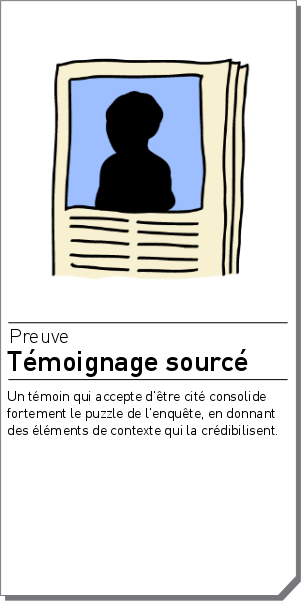 Preuve
Témoignage sourcé
Un témoin qui accepte d'être cité consolide
fortement le puzzle de l'enquête, en donnant
des éléments de contexte qui la crédibilisent.